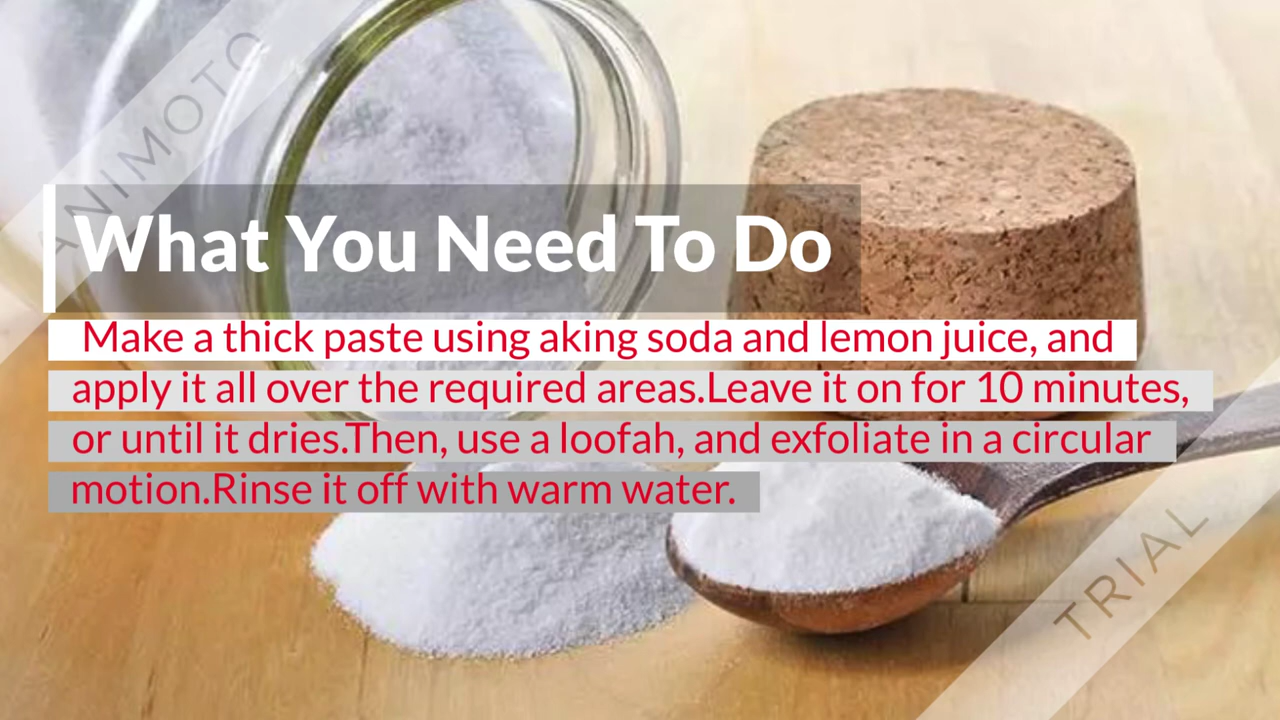 ANIMOTO
What You Need To Do
Make a thick paste using aking soda and lemon juice, and
apply it all over the required areas.Leave it on for 10 minutes,
or until it dries.Then, use a loofah, and exfoliate in a circular
motion.Rinse it off with warm water.
TRIAL